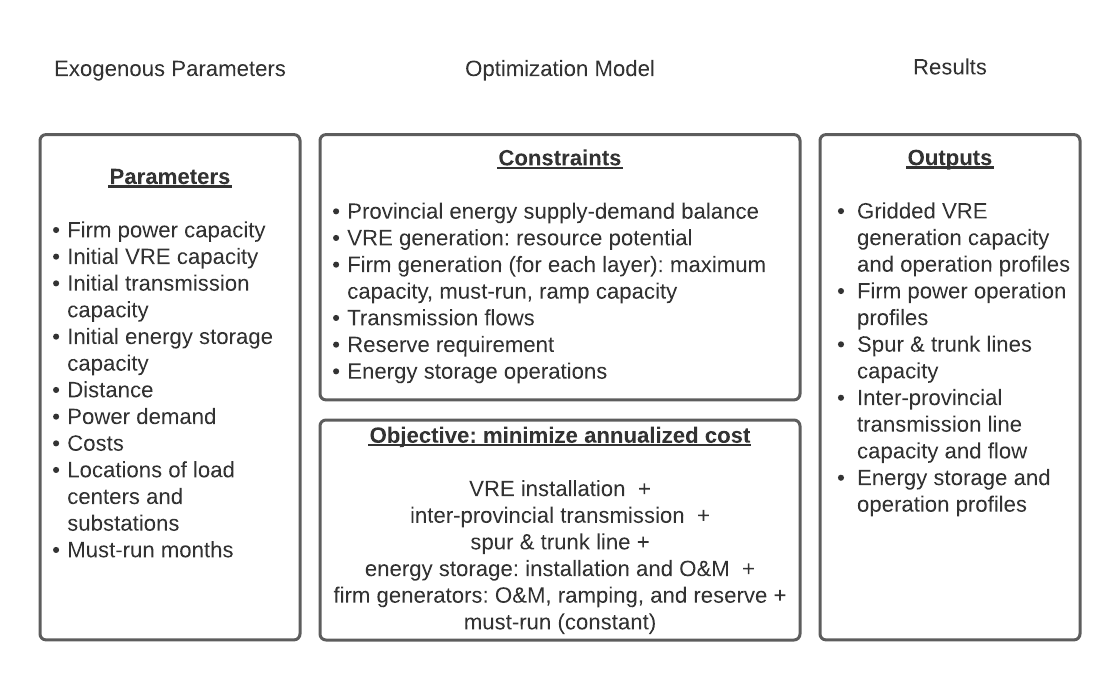 Exogenous Parameters
Optimization Model
Results
Parameters
• Firm power capacity
• Initial VRE capacity
• Initial transmission
capacity
• Initial energy storage
capacity
• Distance
• Power demand
• Costs
• Locations of load
centers and
substations
• Must-run months
Constraints
• Provincial energy supply-demand balance
• VRE generation: resource potential
• Firm generation (for each layer): maximum
capacity, must-run, ramp capacity
• Transmission flows
• Reserve requirement
• Energy storage operations
Objective: minimize annualized cost
VRE installation +
inter-provincial transmission +
spur & trunk line +
energy storage: installation and O&M +
firm generators: O&M, ramping, and reserve +
must-run (constant)
Outputs
• Gridded VRE
generation capacity
and operation profiles
• Firm power operation
profiles
• Spur & trunk lines
capacity
• Inter-provincial
transmission line
capacity and flow
• Energy storage and
operation profiles